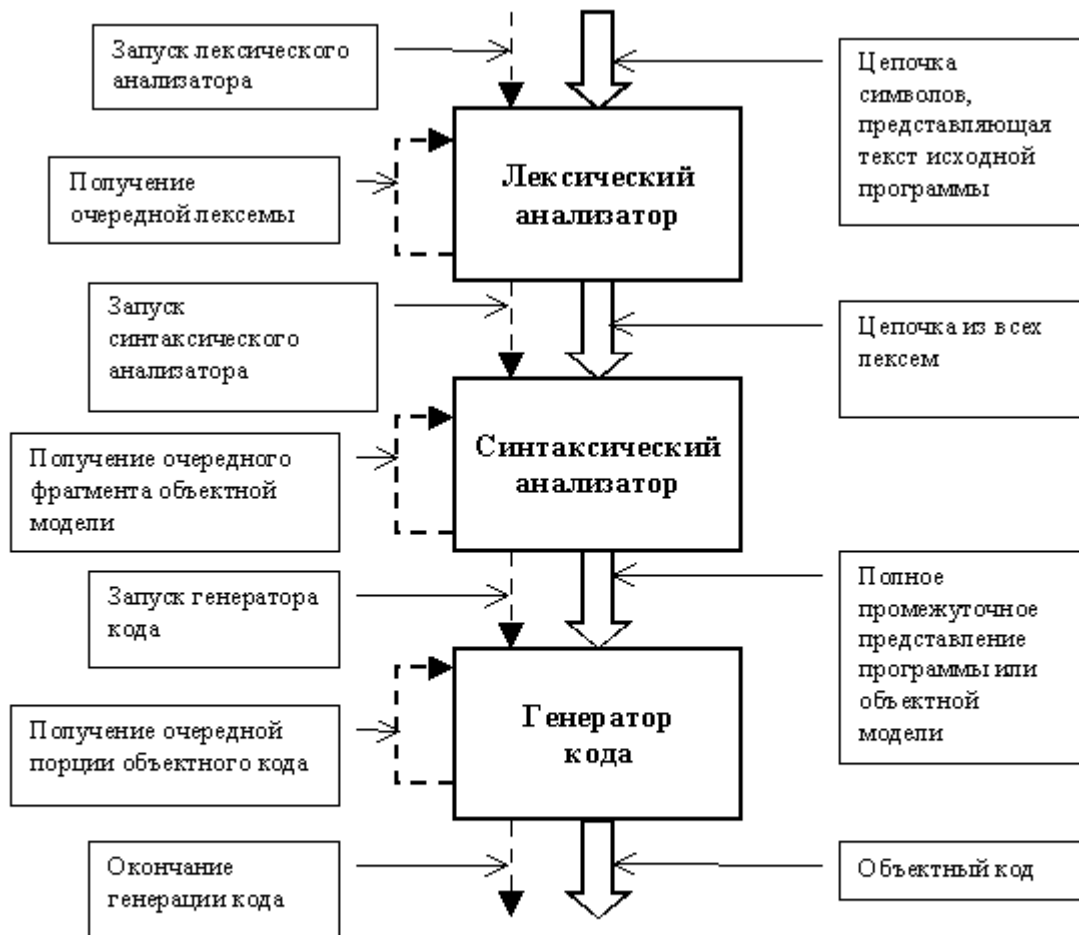 Запуск лексического
анализатора
Цепочка
символов,
представляющая
текст исходной
программы
Лексический
анализатор
Получение
очередной лексемы
Запуск
синтаксического
анализатора
Цепочка из всех
пексем
Синтаксический
анализатор
Получение очередного
фрагмента объектной
модели
Запуск генератора
кода
Полное
промежуточное
представление
программы или
объектной
модели
Генератор
кода
Получение очередной
порции объектного кода
Окончание
генерации кода
Объектный код